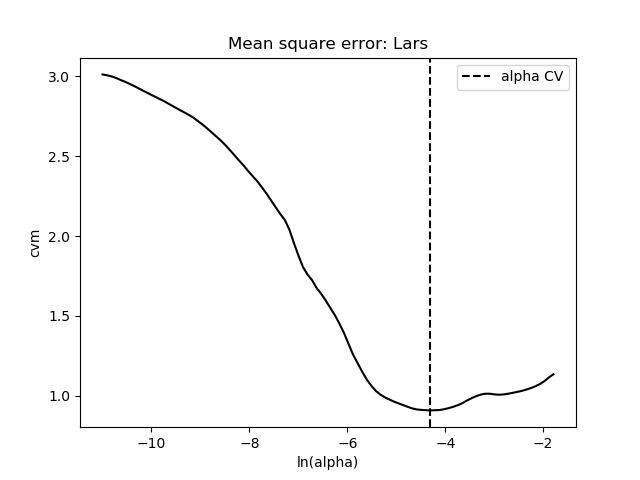 Mean square error: Lars
alpha CV
3.0
2.5
2.0
1.5
1.0
cvm
−10
−8
−6
−4
−2
ln(alpha)